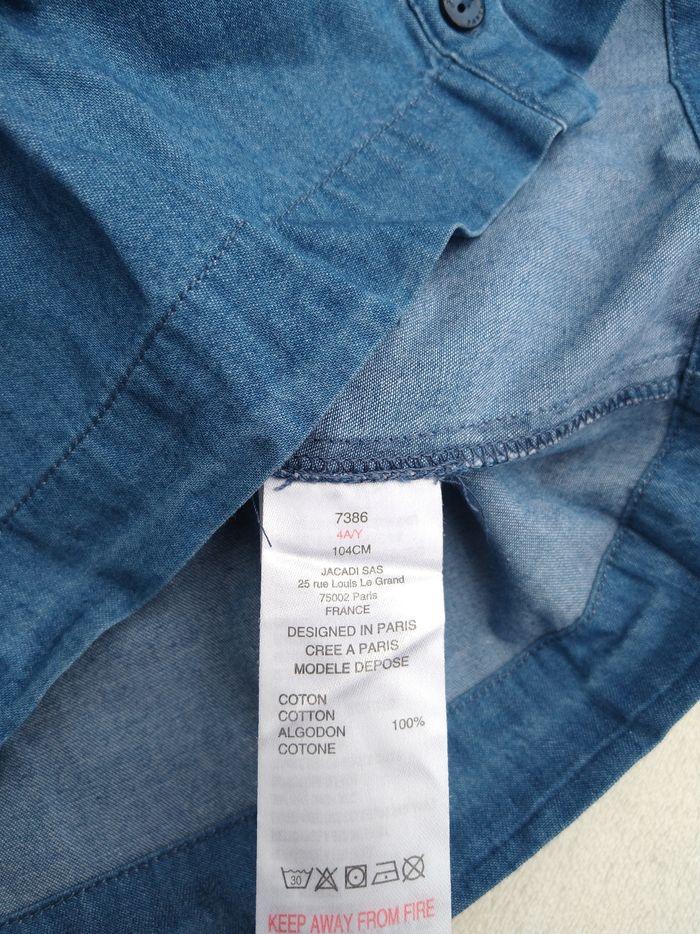 7386
4A/Y
104CM
JACADI SAS
25 rue Louis Le Grand
75002 Paris
FRANCE
DESIGNED IN PARIS
CREE A PARIS
MODELE DEPOSE
COTON
COTTON
ALGODON 100%
COTONE
30
KEEP AWAY FROM FIRE